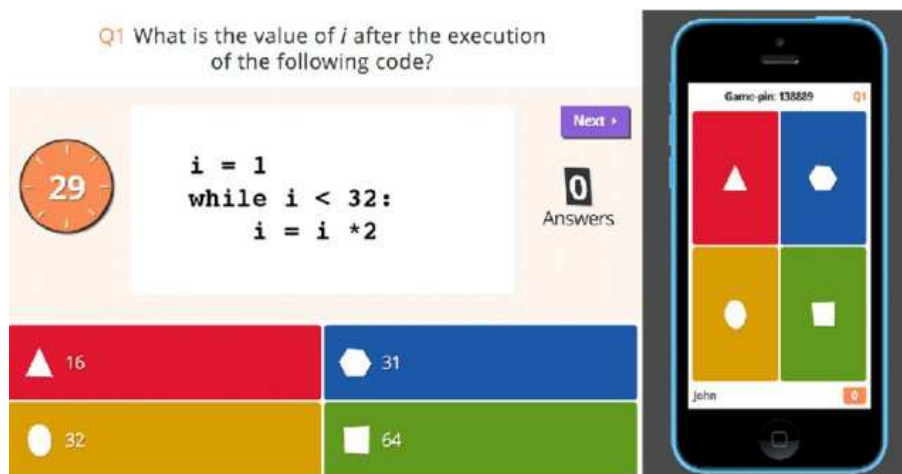 Q1 What is the value of i after the execution
of the following code?
Next
29
i = 1
while i < 32:
    i = i *2
0
Answers
16
31
32
64
Game-pin: 138889 Q1
John 0